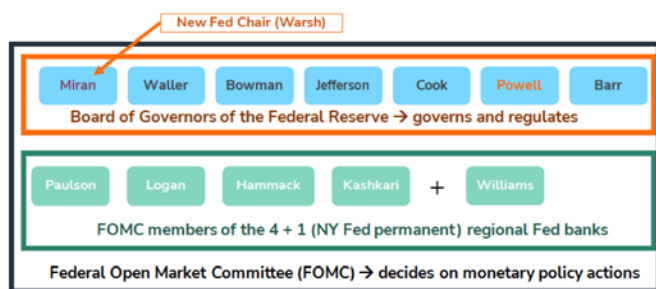 New Fed Chair (Warsh)
Miran Waller Bowman Jefferson Cook Powell Barr
Board of Governors of the Federal Reserve → governs and regulates
Paulson Logan Hammack Kashkari + Williams
FOMC members of the 4 + 1 (NY Fed permanent) regional Fed banks
Federal Open Market Committee (FOMC) → decides on monetary policy actions